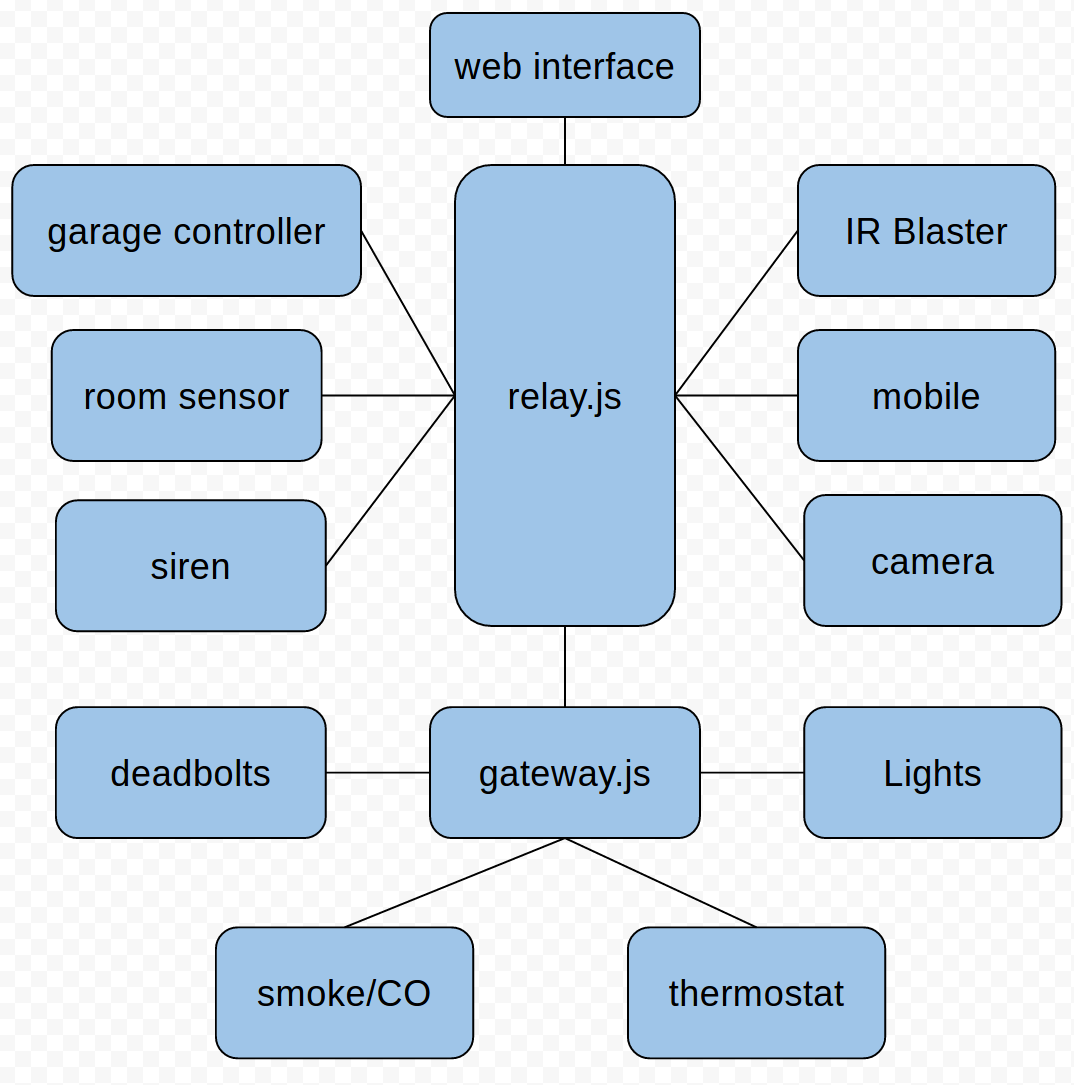 web interface
garage controller
relay.js
IR Blaster
room sensor
mobile
siren
camera
deadbolts
gateway.js
Lights
smoke/CO
thermostat